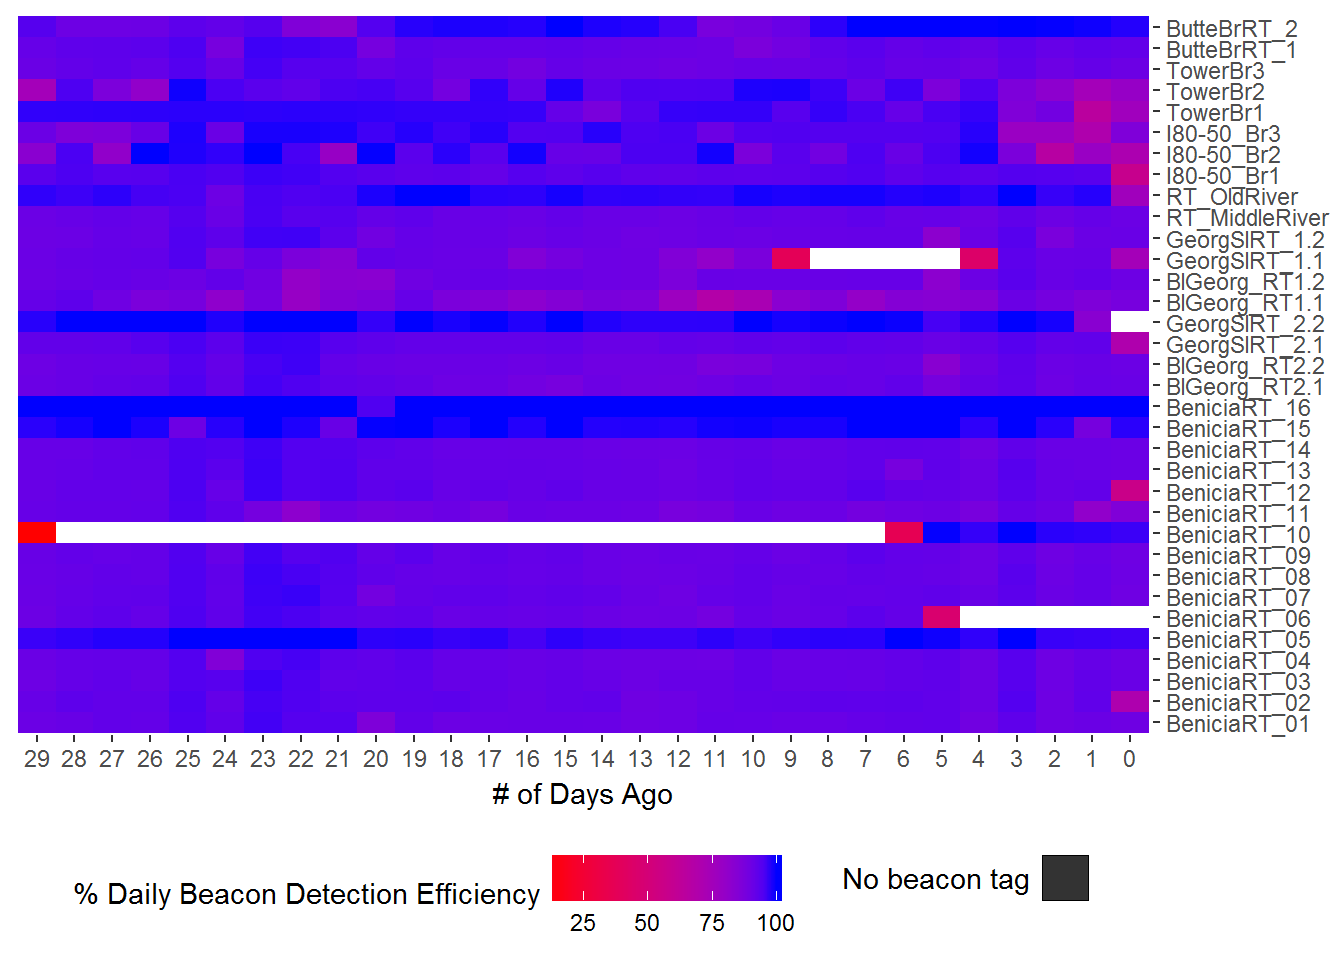 ButteBrRT_2
ButteBrRT_1
TowerBr3
TowerBr2
TowerBr1
I80-50_Br3
I80-50_Br2
I80-50_Br1
RT_OldRiver
RT_MiddleRiver
GeorgSlRT_1.2
GeorgSlRT_1.1
BlGeorg_RT1.2
BlGeorg_RT1.1
GeorgSlRT_2.2
GeorgSlRT_2.1
BlGeorg_RT2.2
BlGeorg_RT2.1
BeniciaRT_16
BeniciaRT_15
BeniciaRT_14
BeniciaRT_13
BeniciaRT_12
BeniciaRT_11
BeniciaRT_10
BeniciaRT_09
BeniciaRT_08
BeniciaRT_07
BeniciaRT_06
BeniciaRT_05
BeniciaRT_04
BeniciaRT_03
BeniciaRT_02
BeniciaRT_01
29 28 27 26 25 24 23 22 21 20 19 18 17 16 15 14 13 12 11 10 9 8 7 6 5 4 3 2 1 0
# of Days Ago
% Daily Beacon Detection Efficiency
25 50 75 100
No beacon tag